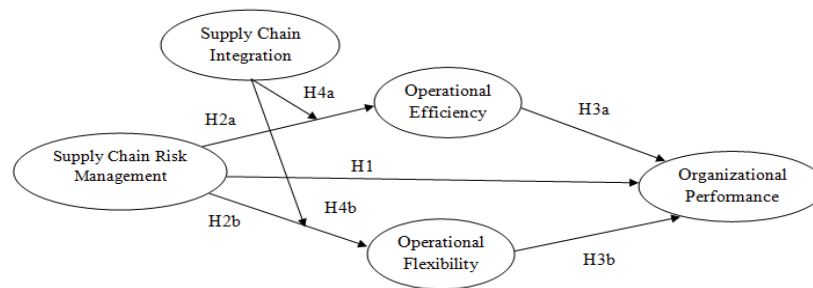 Supply Chain
Integration
H4a
Operational
Efficiency
H2a
H3a
Supply Chain Risk
Management
H1
Organizational
Performance
H2b
H4b
Operational
Flexibility
H3b